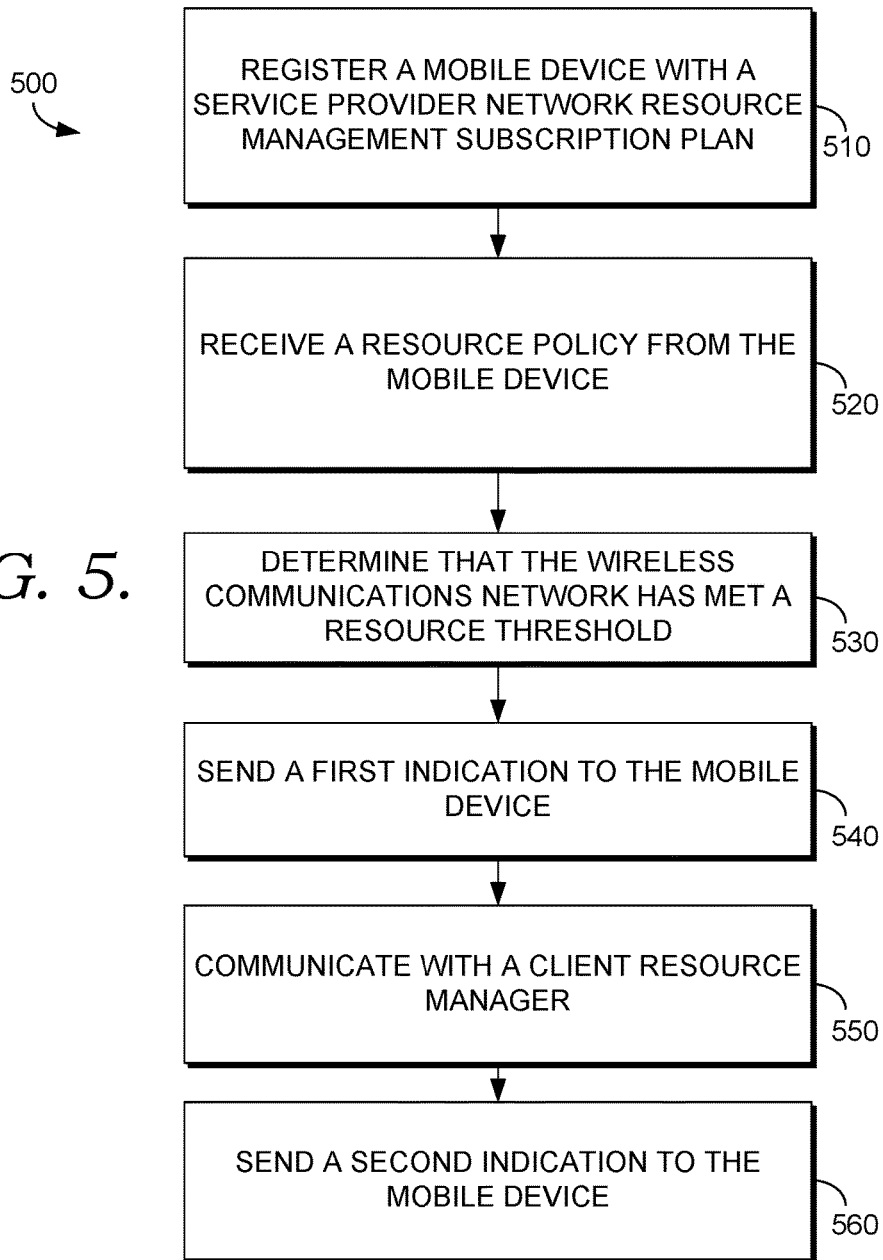 500
REGISTER A MOBILE DEVICE WITH A
SERVICE PROVIDER NETWORK RESOURCE
MANAGEMENT SUBSCRIPTION PLAN
510
RECEIVE A RESOURCE POLICY FROM THE
MOBILE DEVICE
520
G. 5.
DETERMINE THAT THE WIRELESS
COMMUNICATIONS NETWORK HAS MET A
RESOURCE THRESHOLD
530
SEND A FIRST INDICATION TO THE MOBILE
DEVICE
540
COMMUNICATE WITH A CLIENT RESOURCE
MANAGER
550
SEND A SECOND INDICATION TO THE
MOBILE DEVICE
560